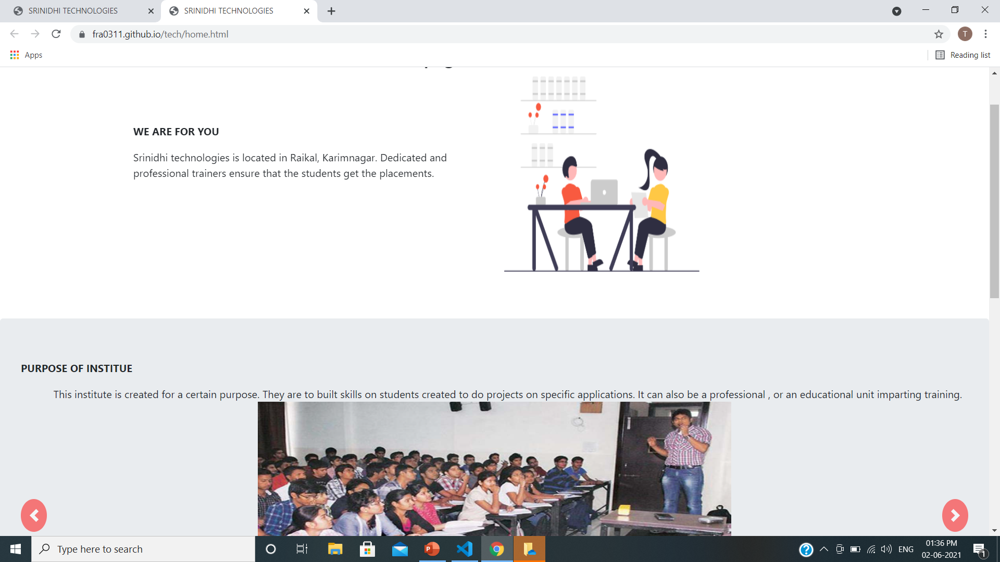 SRINIDHI TECHNOLOGIES
SRINIDHI TECHNOLOGIES
fra0311.github.io/tech/home.html
T
Apps
Reading list
WE ARE FOR YOU
Srinidhi technologies is located in Raikal, Karimnagar. Dedicated and
professional trainers ensure that the students get the placements.
PURPOSE OF INSTITUE
This institute is created for a certain purpose. They are to built skills on students created to do projects on specific applications. It can also be a professional , or an educational unit imparting training.
Type here to search
ENG
01:36 PM
02-06-2021
1